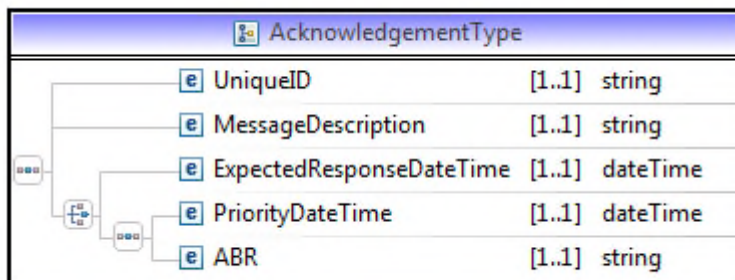 AcknowledgementType
e UniqueID [1..1] string
e MessageDescription [1..1] string
e ExpectedResponseDateTime [1..1] dateTime
e PriorityDateTime [1..1] dateTime
e ABR [1..1] string